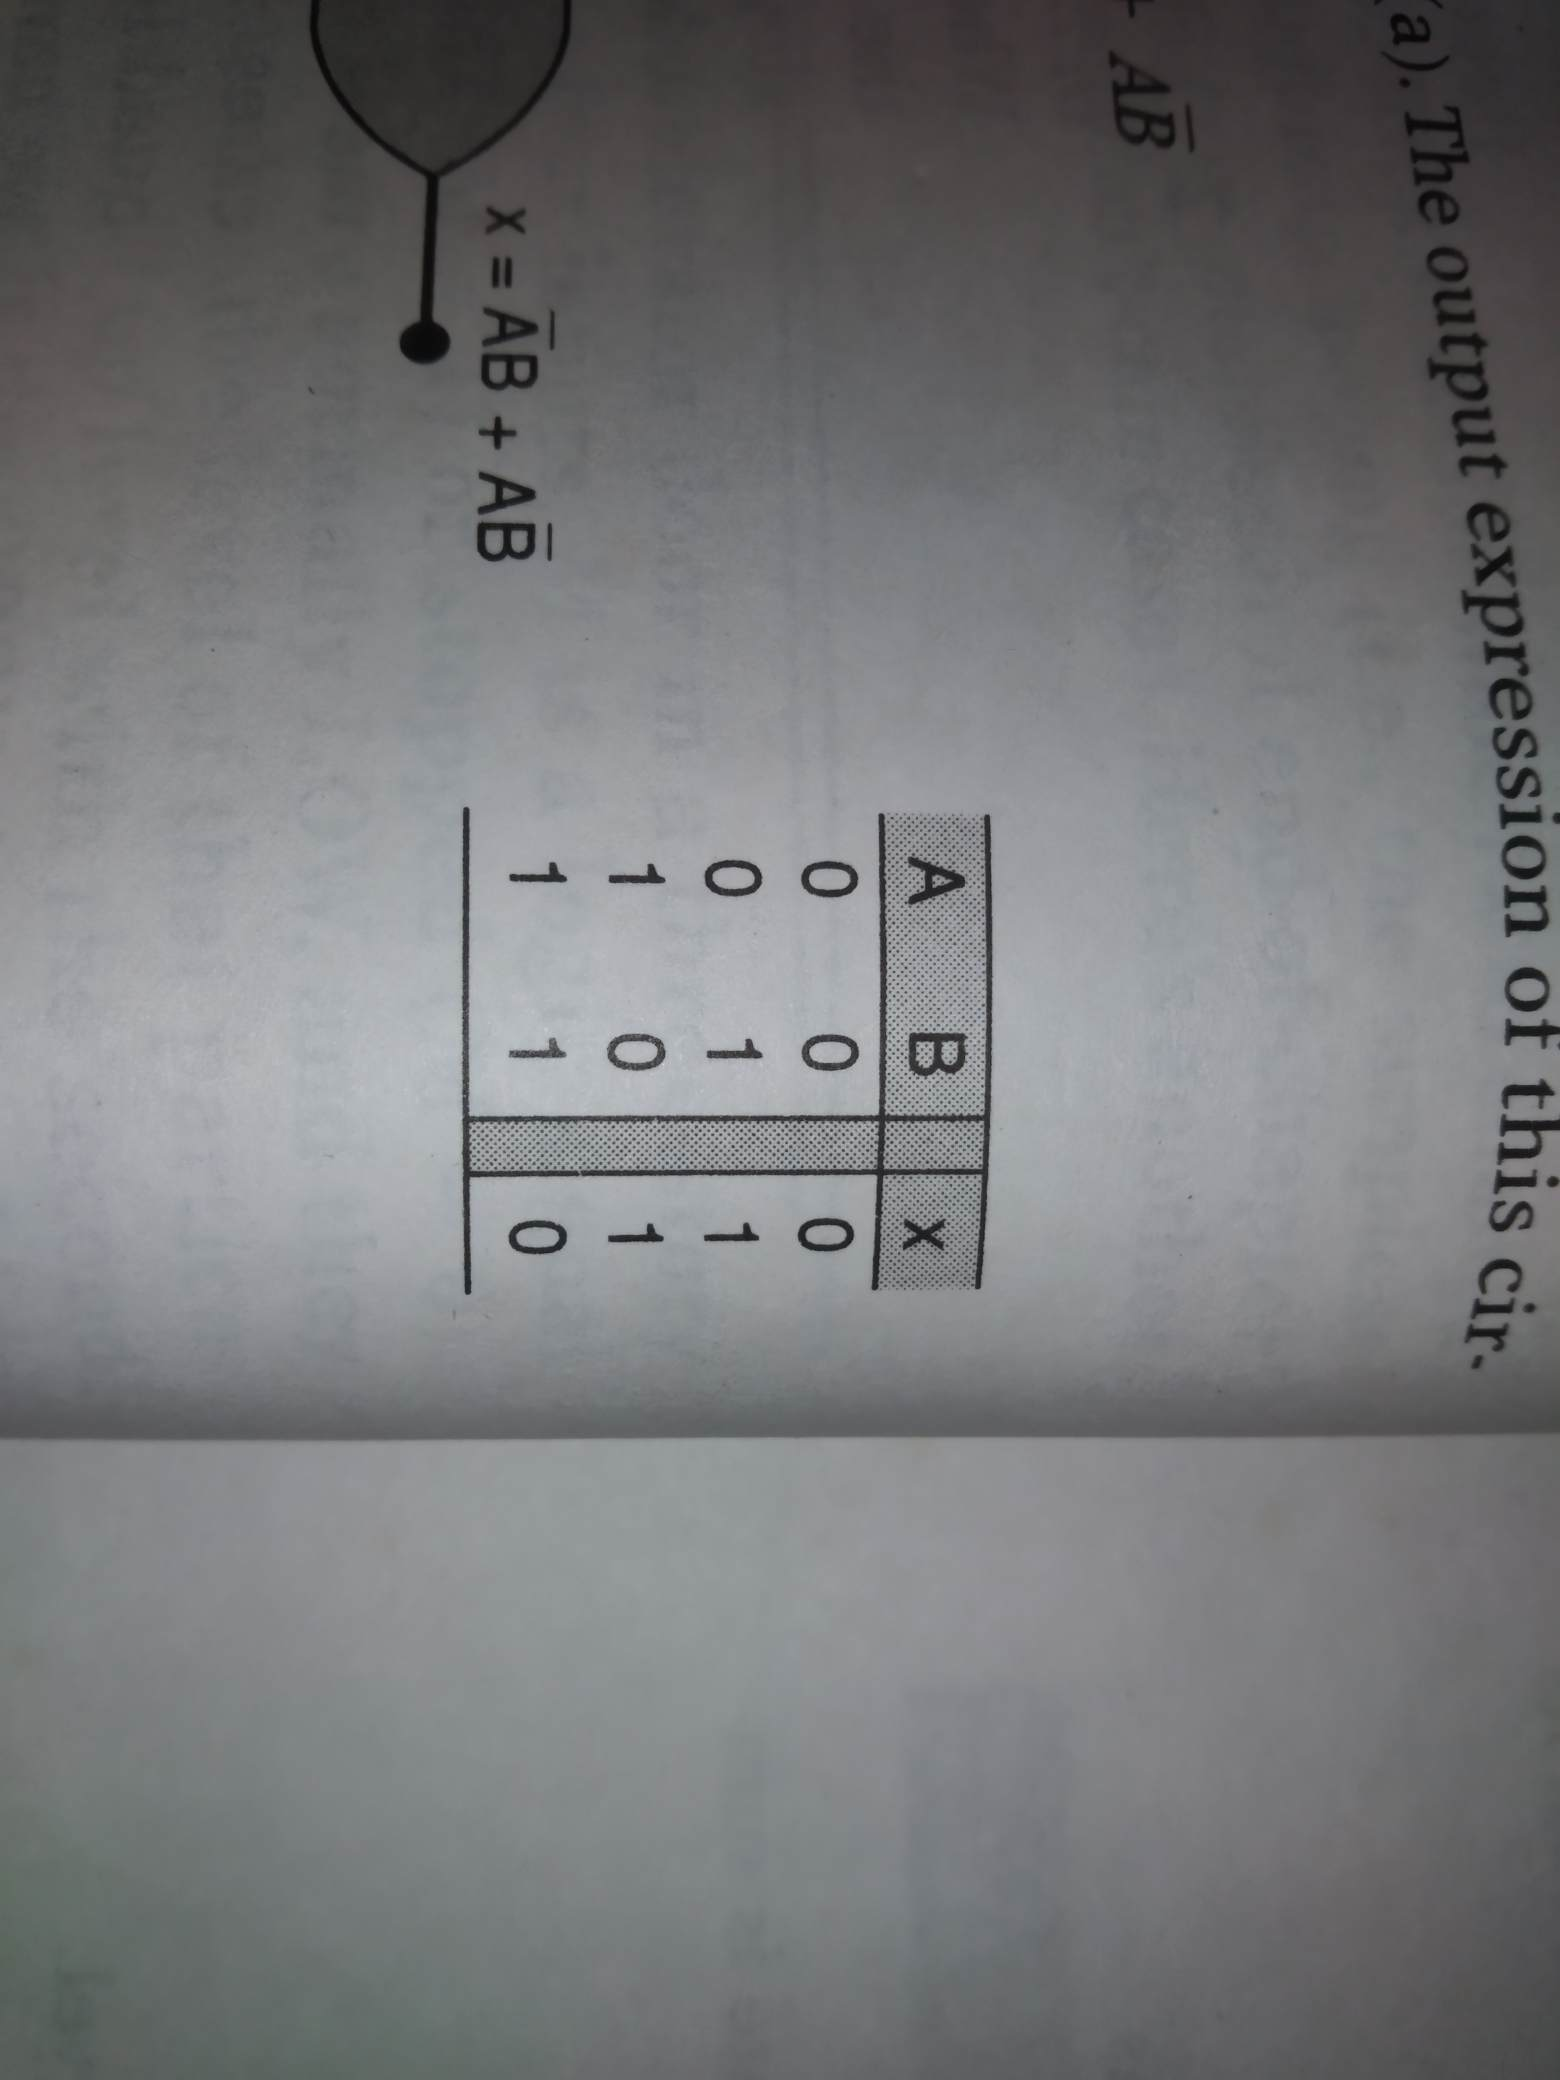 (a). The output expression of this cir-
+ AB̅
A B x
0 0 0
0 1 1
1 0 1
1 1 0
x = A̅B + AB̅